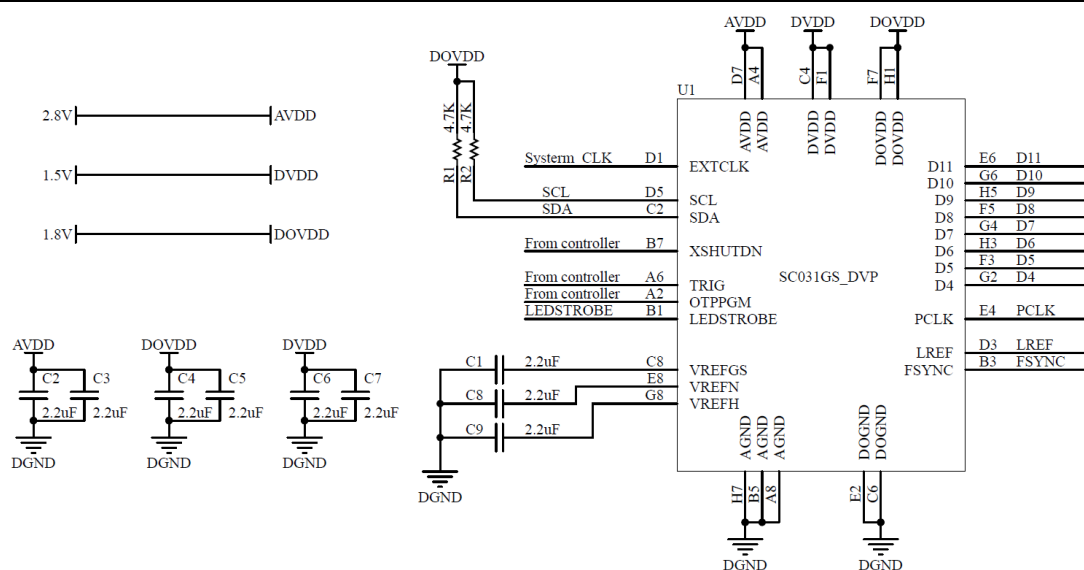 AVDD DVDD DOVDD
DOVDD
D7 A4 C4 F1 F7 H1
U1
2.8V AVDD
4.7K 4.7K
AVDD AVDD DVDD DVDD DOVDD DOVDD
1.5V DVDD
R1 R2
Systerm CLK D1 EXTCLK
SCL D5 SCL
SDA C2 SDA
1.8V DOVDD
From controller B7 XSHUTDN
SC031GS_DVP
From controller A6 TRIG
From controller A2 OTPPGM
LEDSTROBE B1 LEDSTROBE
D11 E6 D11
D10 G6 D10
D9 H5 D9
D8 F5 D8
D7 G4 D7
D6 H3 D6
D5 F3 D5
D4 G2 D4
PCLK E4 PCLK
LREF D3 LREF
FSYNC B3 FSYNC
AVDD DOVDD DVDD
C2 C3 C4 C5 C6 C7
2.2uF 2.2uF 2.2uF 2.2uF 2.2uF 2.2uF
DGND DGND DGND
C1 2.2uF C8 VREFGS
C8 2.2uF E8 VREFN
C9 2.2uF G8 VREFH
DGND
AGND AGND AGND DOGND DOGND
H7 B5 A8 E2 C6
DGND DGND